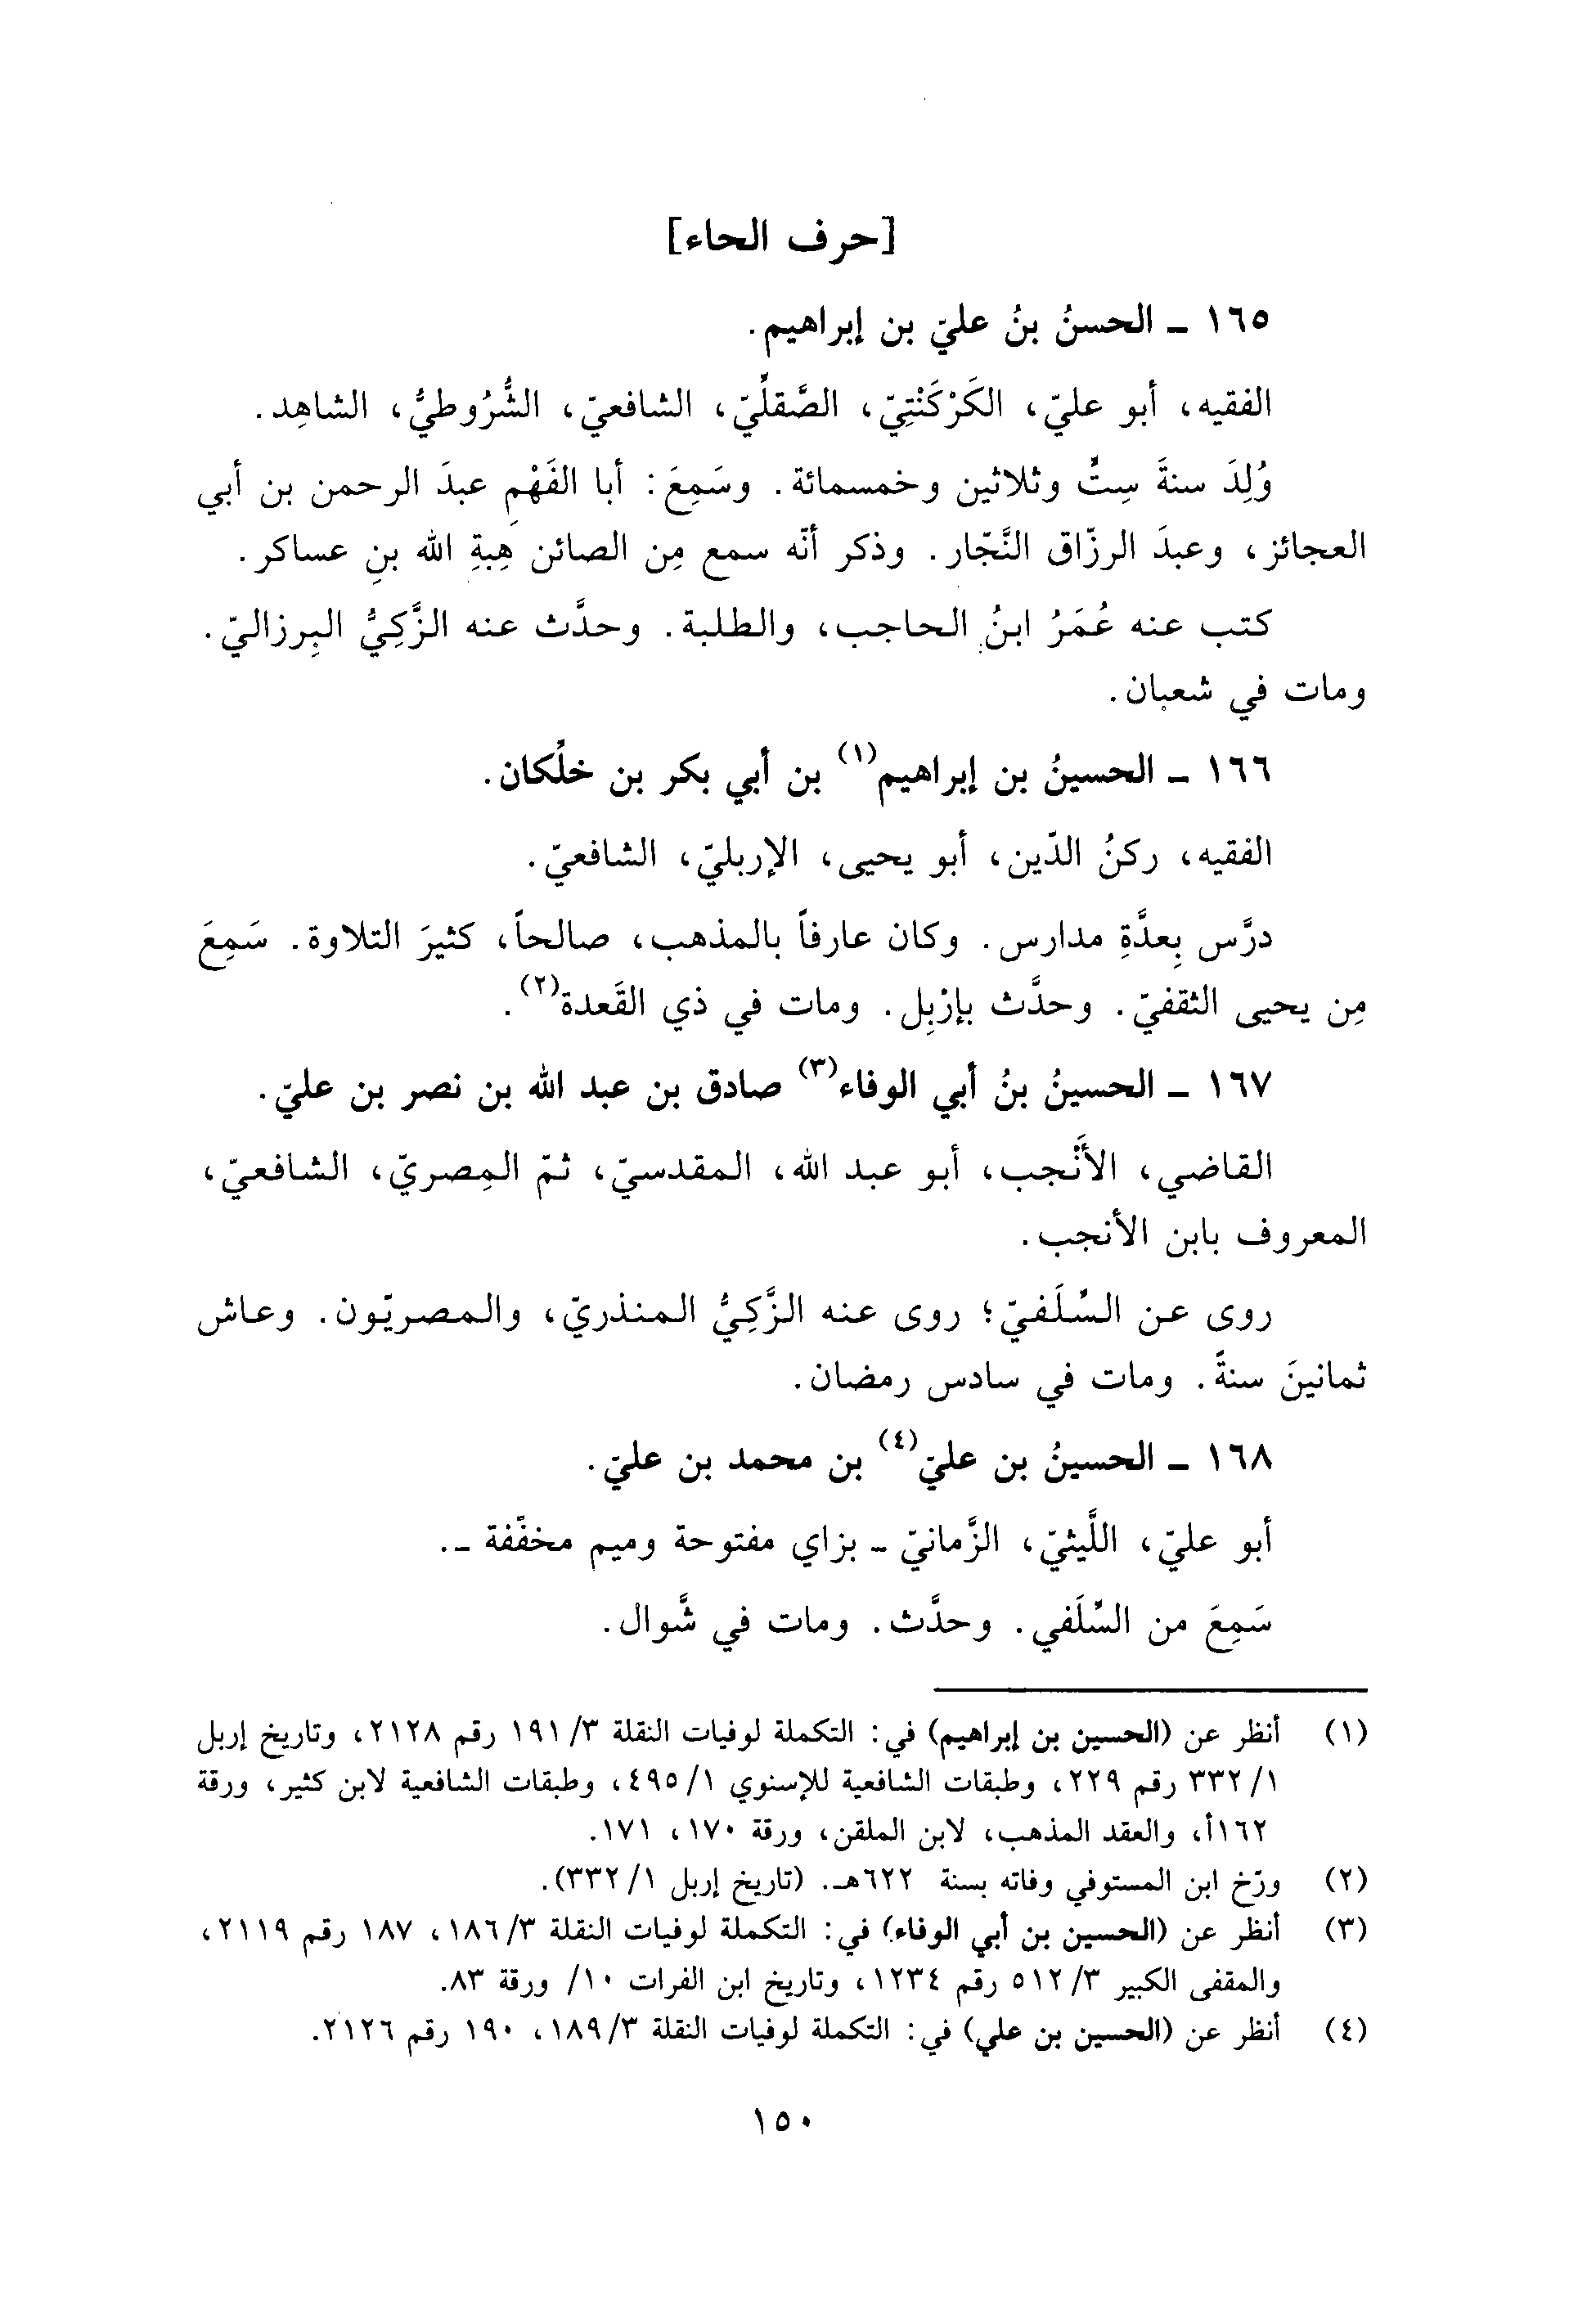 [حرف الحاء]
١٦٥ ـ الحسنُ بنُ عليّ بن إبراهيم.
الفقيه، أبو عليّ، الكَرْكَنْتِيّ، الصَّقلِّيّ، الشافعيّ، الشُّرُوطيُّ، الشاهِد.
وُلِدَ سنةَ سِتٍّ وثلاثين وخمسمائة. وسَمِعَ: أبا الفَهْمِ عبدَ الرحمن بن أبي
العجائز، وعبدَ الرزّاق النَّجّار. وذكر أنّه سمع مِن الصائن هِبةِ الله بنِ عساكر.
كتب عنه عُمَرُ ابنُ الحاجب، والطلبة. وحدَّث عنه الزَّكِيُّ البِرزاليّ.
ومات في شعبان.
١٦٦ ـ الحسينُ بن إبراهيم(١) بن أبي بكر بن خلِّكان.
الفقيه، ركنُ الدّين، أبو يحيى، الإربليّ، الشافعيّ.
درَّس بِعدَّةِ مدارس. وكان عارفاً بالمذهب، صالحاً، كثيرَ التلاوة. سَمِعَ
مِن يحيى الثقفيّ. وحدَّث بإرْبِل. ومات في ذي القَعدة(٢).
١٦٧ ـ الحسينُ بنُ أبي الوفاء(٣) صادق بن عبد الله بن نصر بن عليّ.
القاضي، الأَنْجب، أبو عبد الله، المقدسيّ، ثمّ المِصريّ، الشافعيّ،
المعروف بابن الأنجب.
روى عن السِّلَفيّ؛ روى عنه الزَّكِيُّ المنذريّ، والمصريّون. وعاش
ثمانينَ سنةً. ومات في سادس رمضان.
١٦٨ ـ الحسينُ بن عليّ(٤) بن محمد بن عليّ.
أبو عليّ، اللَّيثيّ، الزَّمانيّ ـ بزاي مفتوحة وميم مخفّفة ـ.
سَمِعَ من السِّلَفي. وحدَّث. ومات في شَّوال.
(١) أنظر عن (الحسين بن إبراهيم) في: التكملة لوفيات النقلة ٣/ ١٩١ رقم ٢١٢٨، وتاريخ إربل
١/ ٣٣٢ رقم ٢٢٩، وطبقات الشافعية للإسنوي ١/ ٤٩٥، وطبقات الشافعية لابن كثير، ورقة
١٦٢أ، والعقد المذهب، لابن الملقن، ورقة ١٧٠، ١٧١.
(٢) ورّخ ابن المستوفي وفاته بسنة ٦٢٢هـ. (تاريخ إربل ١/ ٣٣٢).
(٣) أنظر عن (الحسين بن أبي الوفاء) في: التكملة لوفيات النقلة ٣/ ١٨٦، ١٨٧ رقم ٢١١٩،
والمقفى الكبير ٣/ ٥١٢ رقم ١٢٣٤، وتاريخ ابن الفرات ١٠/ ورقة ٨٣.
(٤) أنظر عن (الحسين بن علي) في: التكملة لوفيات النقلة ٣/ ١٨٩، ١٩٠ رقم ٢١٢٦.
١٥٠